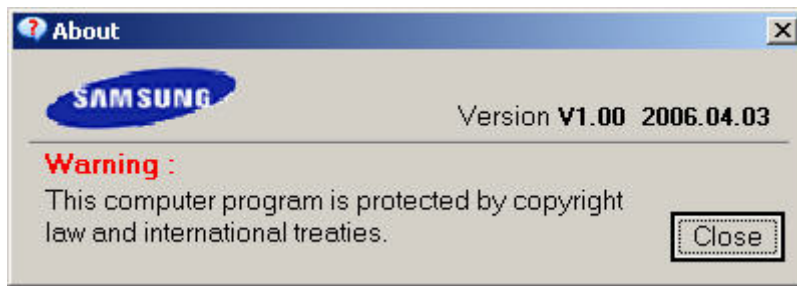 About
SAMSUNG
Version V1.00 2006.04.03
Warning :
This computer program is protected by copyright
law and international treaties.
Close